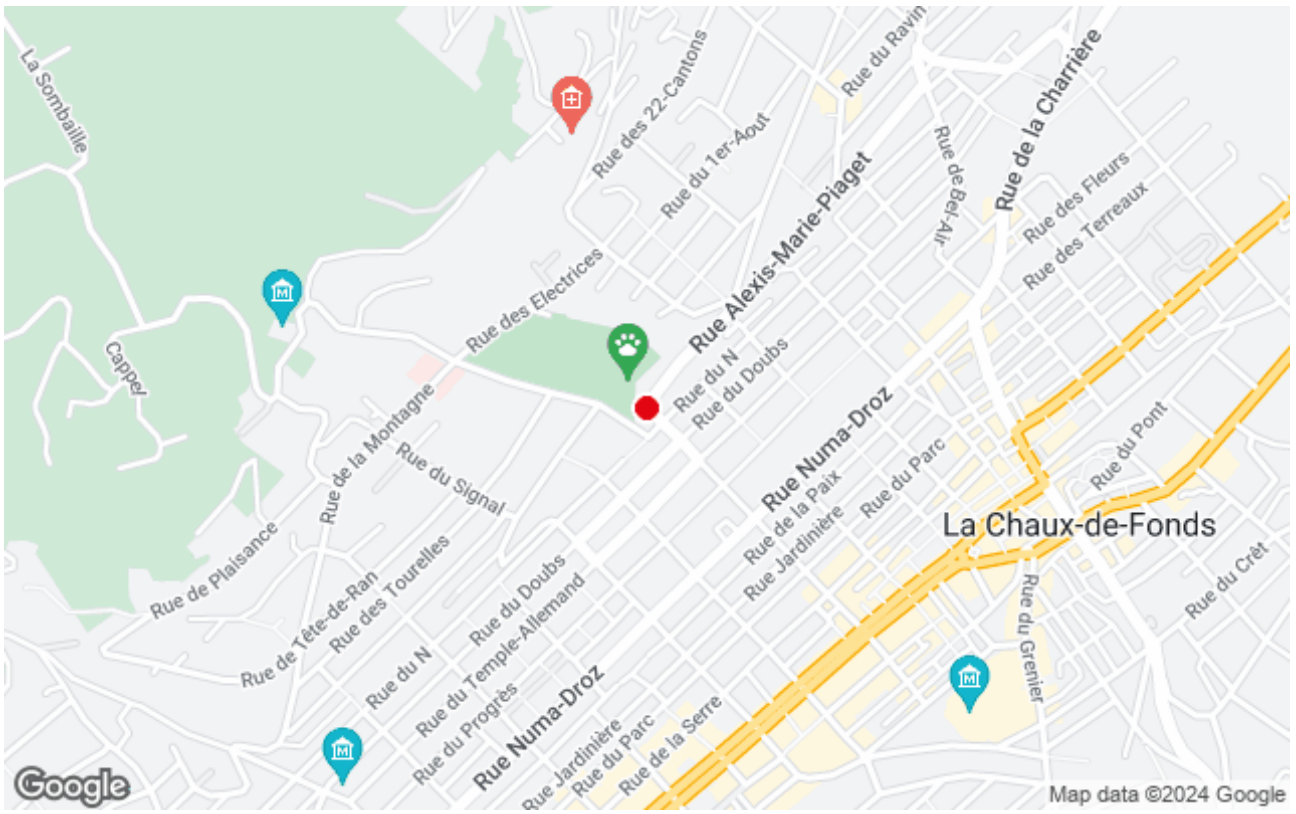 Rue du Ravin
La Sombaille
Rue des 22-Cantons
Rue de la Charrière
Rue du 1er-Aout
Rue de Bel-Air
Rue des Fleurs
Rue Alexis-Marie-Piaget
Rue des Terreaux
Rue des Electrices
M
Cappel
Rue du N
Rue du Doubs
Rue de la Montagne
Rue Numa-Droz
Rue du Pont
Rue du Parc
Rue de la Paix
Rue du Signal
Rue Jardinière
La Chaux-de-Fonds
Rue de Plaisance
Rue des Tourelles
Rue du Doubs
Rue du Crêt
Rue de Tête-de-Ran
Rue du Temple-Allemand
Rue du Grenier
Rue du N
M
Rue du Progrès
Rue Numa-Droz
M
Rue Jardinière
Rue du Parc
Rue de la Serre
Google
Map data ©2024 Google